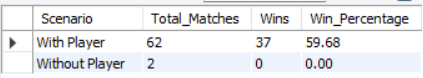 Scenario Total_Matches Wins Win_Percentage
With Player 62 37 59.68
Without Player 2 0 0.00